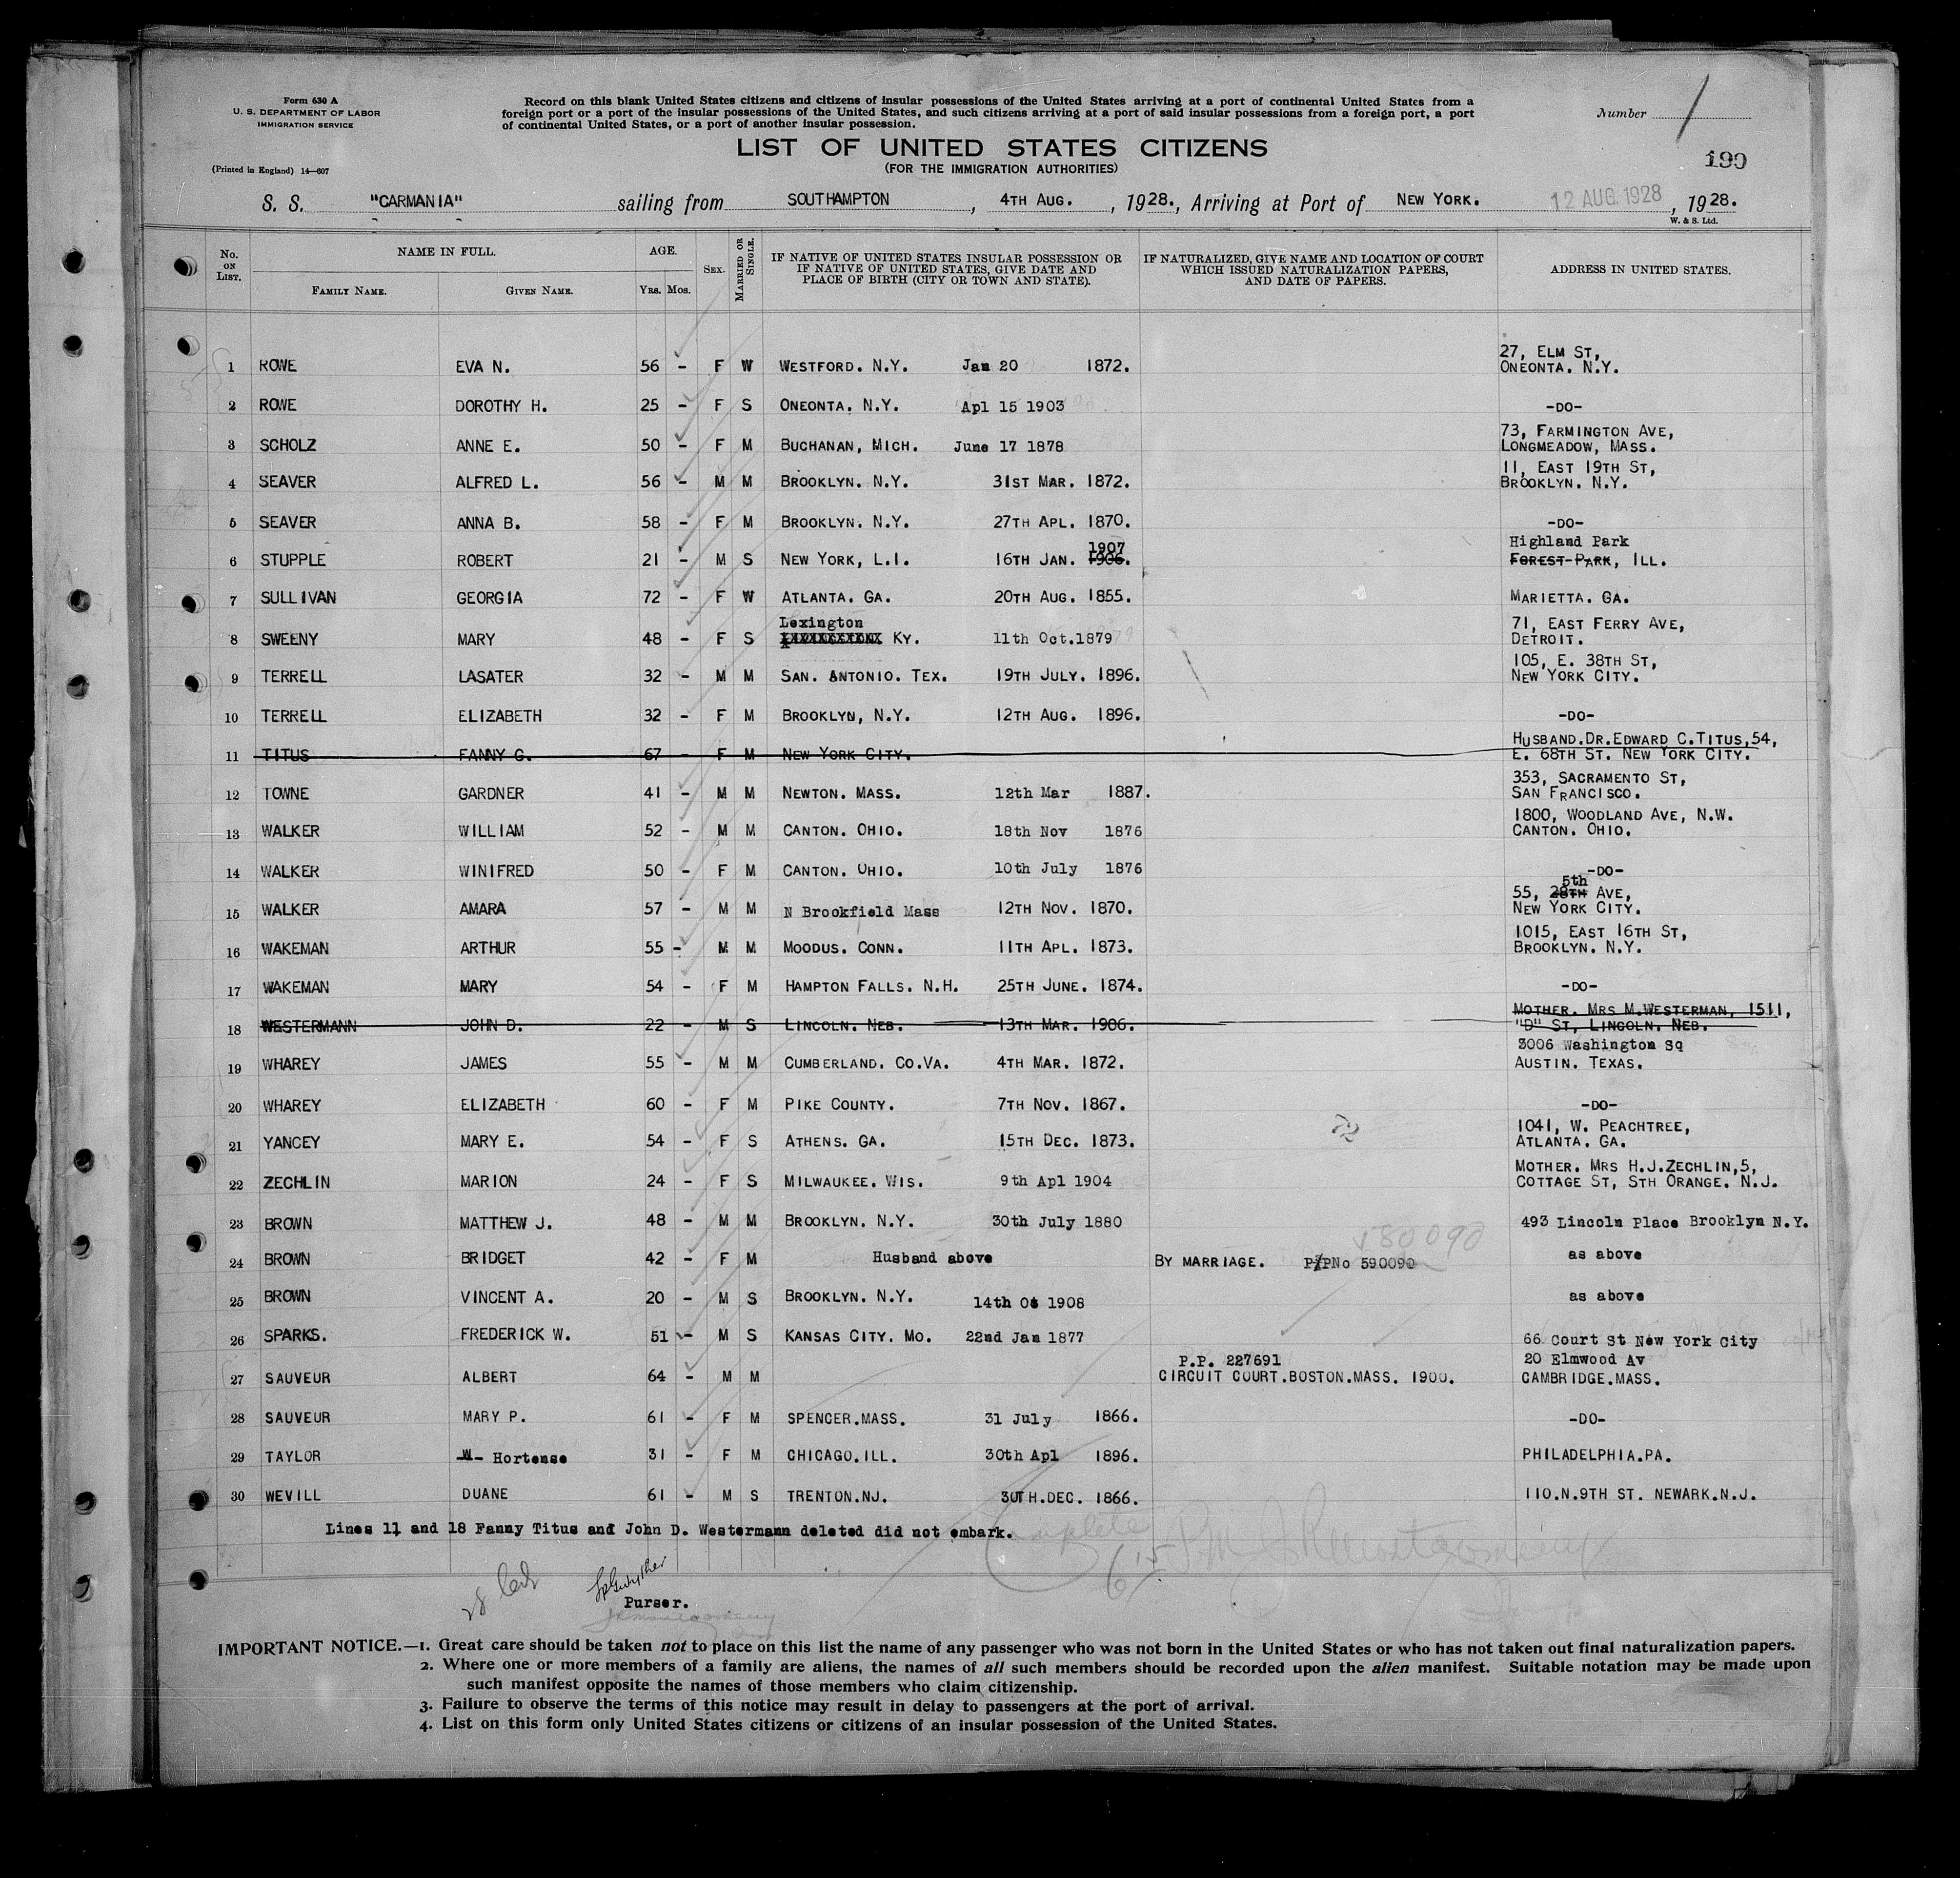 Form 630 A
U. S. DEPARTMENT OF LABOR
IMMIGRATION SERVICE
(Printed in England) 14—607
Record on this blank United States citizens and citizens of insular possessions of the United States arriving at a port of continental United States from a
foreign port or a port of the insular possessions of the United States, and such citizens arriving at a port of said insular possessions from a foreign port, a port
of continental United States, or a port of another insular possession.
Number 1
LIST OF UNITED STATES CITIZENS
(FOR THE IMMIGRATION AUTHORITIES)
190
S. S. "CARMANIA" sailing from SOUTHAMPTON, 4TH AUG., 1928., Arriving at Port of NEW YORK. 12 AUG 1928, 1928.
W. & S. Ltd.
No. ON LIST. NAME IN FULL. AGE. SEX. MARRIED OR SINGLE. IF NATIVE OF UNITED STATES INSULAR POSSESSION OR IF NATIVE OF UNITED STATES, GIVE DATE AND PLACE OF BIRTH (CITY OR TOWN AND STATE). IF NATURALIZED, GIVE NAME AND LOCATION OF COURT WHICH ISSUED NATURALIZATION PAPERS, AND DATE OF PAPERS. ADDRESS IN UNITED STATES.
FAMILY NAME. GIVEN NAME. YRS. MOS.
1 ROWE EVA N. 56 - F W WESTFORD. N.Y. Jan 20 1872. 27, ELM ST, ONEONTA. N.Y.
2 ROWE DOROTHY H. 25 - F S ONEONTA. N.Y. Apl 15 1903 -DO-
3 SCHOLZ ANNE E. 50 - F M BUCHANAN, MICH. June 17 1878 73, FARMINGTON AVE, LONGMEADOW, MASS.
4 SEAVER ALFRED L. 56 - M M BROOKLYN. N.Y. 31ST MAR. 1872. 11, EAST 19TH ST, BROOKLYN. N.Y.
5 SEAVER ANNA B. 58 - F M BROOKLYN. N.Y. 27TH APL. 1870. -DO-
6 STUPPLE ROBERT 21 - M S NEW YORK, L.I. 16TH JAN. 1907 1906. Highland Park FOREST PARK, ILL.
7 SULLIVAN GEORGIA 72 - F W ATLANTA. GA. 20TH AUG. 1855. MARIETTA. GA.
8 SWEENY MARY 48 - F S Lexington KY. 11th Oct.1879 71, EAST FERRY AVE, DETROIT.
9 TERRELL LASATER 32 - M M SAN. ANTONIO. TEX. 19TH JULY. 1896. 105, E. 38TH ST, NEW YORK CITY.
10 TERRELL ELIZABETH 32 - F M BROOKLYN, N.Y. 12TH AUG. 1896. -DO-
11 TITUS FANNY C. 67 - F M NEW YORK CITY. HUSBAND.DR.EDWARD C.TITUS,54, E. 68TH ST. NEW YORK CITY.
12 TOWNE GARDNER 41 - M M NEWTON. MASS. 12th Mar 1887. 353, SACRAMENTO ST, SAN FRANCISCO.
13 WALKER WILLIAM 52 - M M CANTON. OHIO. 18th Nov 1876 1800, WOODLAND AVE, N.W. CANTON. OHIO.
14 WALKER WINIFRED 50 - F M CANTON. OHIO. 10th July 1876 -DO-
15 WALKER AMARA 57 - M M N Brookfield Mass 12TH NOV. 1870. 55, 5th 28TH AVE, NEW YORK CITY.
16 WAKEMAN ARTHUR 55 - M M MOODUS. CONN. 11TH APL. 1873. 1015, EAST 16TH ST, BROOKLYN. N.Y.
17 WAKEMAN MARY 54 - F M HAMPTON FALLS. N.H. 25TH JUNE. 1874. -DO-
18 WESTERMANN JOHN D. 22 - M S LINCOLN. NEB. 13TH MAR. 1906. MOTHER. MRS M.WESTERMAN, 1511, "D" ST, LINCOLN. NEB.
19 WHAREY JAMES 55 - M M CUMBERLAND. CO.VA. 4TH MAR. 1872. 3006 Washington Sq AUSTIN. TEXAS.
20 WHAREY ELIZABETH 60 - F M PIKE COUNTY. 7TH NOV. 1867. -DO-
21 YANCEY MARY E. 54 - F S ATHENS. GA. 15TH DEC. 1873. 1041, W. PEACHTREE, ATLANTA. GA.
22 ZECHLIN MARION 24 - F S MILWAUKEE. WIS. 9th Apl 1904 MOTHER. MRS H.J.ZECHLIN,5, COTTAGE ST, STH ORANGE. N.J.
23 BROWN MATTHEW J. 48 - M M BROOKLYN. N.Y. 30th July 1880 493 Lincoln Place Brooklyn N.Y.
24 BROWN BRIDGET 42 - F M Husband above BY MARRIAGE. P/PNo 590090 580090 as above
25 BROWN VINCENT A. 20 - M S BROOKLYN. N.Y. 14th Ot 1908 as above
26 SPARKS. FREDERICK W. 51 - M S KANSAS CITY. MO. 22nd Jan 1877 66 Court St New York City
27 SAUVEUR ALBERT 64 - M M P.P. 227691 CIRCUIT COURT.BOSTON.MASS. 1900. 20 Elmwood Av CAMBRIDGE.MASS.
28 SAUVEUR MARY P. 61 - F M SPENCER.MASS. 31 July 1866. -DO-
29 TAYLOR W Hortense 31 - F M CHICAGO.ILL. 30th Apl 1896. PHILADELPHIA.PA.
30 WEVILL DUANE 61 - M S TRENTON.NJ. 30TH.DEC. 1866. 110.N.9TH ST. NEWARK.N.J.
Lines 11 and 18 Fanny Titus and John D. Westermann deleted did not embark.
Complete
615 PM JRMontgomery
28
Purser.
IMPORTANT NOTICE.—1. Great care should be taken not to place on this list the name of any passenger who was not born in the United States or who has not taken out final naturalization papers.
2. Where one or more members of a family are aliens, the names of all such members should be recorded upon the alien manifest. Suitable notation may be made upon
such manifest opposite the names of those members who claim citizenship.
3. Failure to observe the terms of this notice may result in delay to passengers at the port of arrival.
4. List on this form only United States citizens or citizens of an insular possession of the United States.